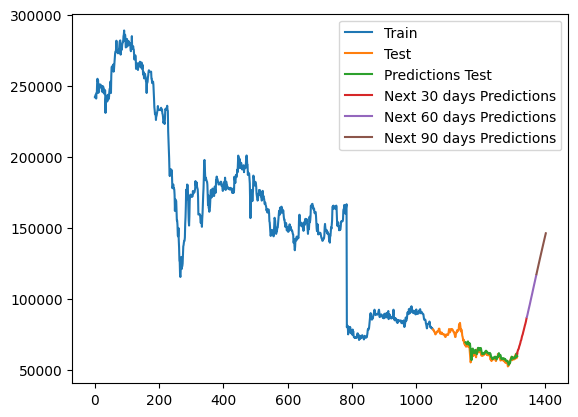 300000
250000
200000
150000
100000
50000
0 200 400 600 800 1000 1200 1400
Train
Test
Predictions Test
Next 30 days Predictions
Next 60 days Predictions
Next 90 days Predictions